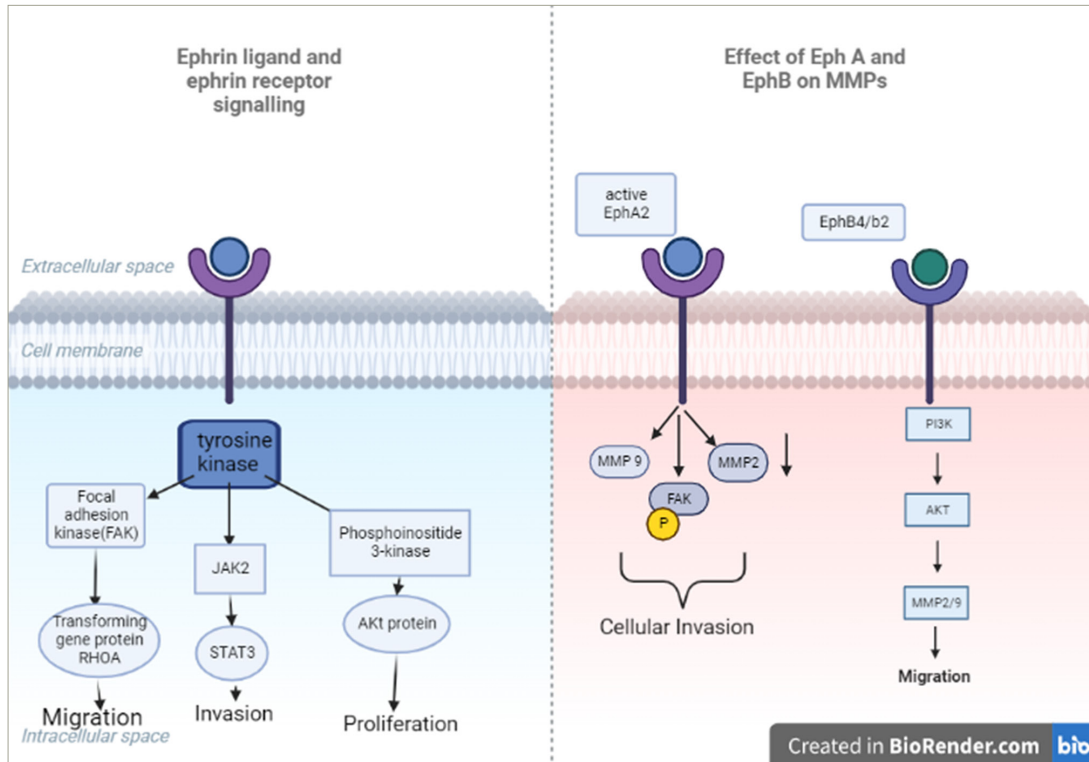 Ephrin ligand and
ephrin receptor
signalling
Effect of Eph A and
EphB on MMPs
active
EphA2
EphB4/b2
Extracellular space
Cell membrane
tyrosine
kinase
Focal
adhesion
kinase(FAK)
JAK2
Phosphoinositide
3-kinase
Transforming
gene protein
RHOA
STAT3
AKt protein
Migration
Invasion
Proliferation
Intracellular space
MMP 9
MMP2
FAK
P
Cellular Invasion
PI3K
AKT
MMP2/9
Migration
Created in BioRender.com
bio